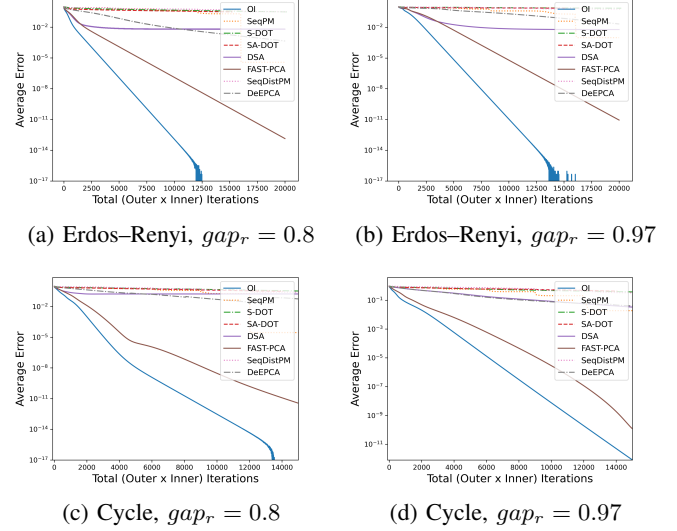 OI
SeqPM
S-DOT
SA-DOT
DSA
FAST-PCA
SeqDistPM
DeEPCA
Average Error
10⁻²
10⁻⁵
10⁻⁸
10⁻¹¹
10⁻¹⁴
10⁻¹⁷
0 2500 5000 7500 10000 12500 15000 17500 20000
Total (Outer x Inner) Iterations
(a) Erdos–Renyi, gap_r = 0.8
OI
SeqPM
S-DOT
SA-DOT
DSA
FAST-PCA
SeqDistPM
DeEPCA
Average Error
10⁻²
10⁻⁵
10⁻⁸
10⁻¹¹
10⁻¹⁴
10⁻¹⁷
0 2500 5000 7500 10000 12500 15000 17500 20000
Total (Outer x Inner) Iterations
(b) Erdos–Renyi, gap_r = 0.97
OI
SeqPM
S-DOT
SA-DOT
DSA
FAST-PCA
SeqDistPM
DeEPCA
Average Error
10⁻²
10⁻⁵
10⁻⁸
10⁻¹¹
10⁻¹⁴
10⁻¹⁷
0 2000 4000 6000 8000 10000 12000 14000
Total (Outer x Inner) Iterations
(c) Cycle, gap_r = 0.8
OI
SeqPM
S-DOT
SA-DOT
DSA
FAST-PCA
SeqDistPM
DeEPCA
Average Error
10⁻¹
10⁻³
10⁻⁵
10⁻⁷
10⁻⁹
10⁻¹¹
0 2000 4000 6000 8000 10000 12000 14000
Total (Outer x Inner) Iterations
(d) Cycle, gap_r = 0.97